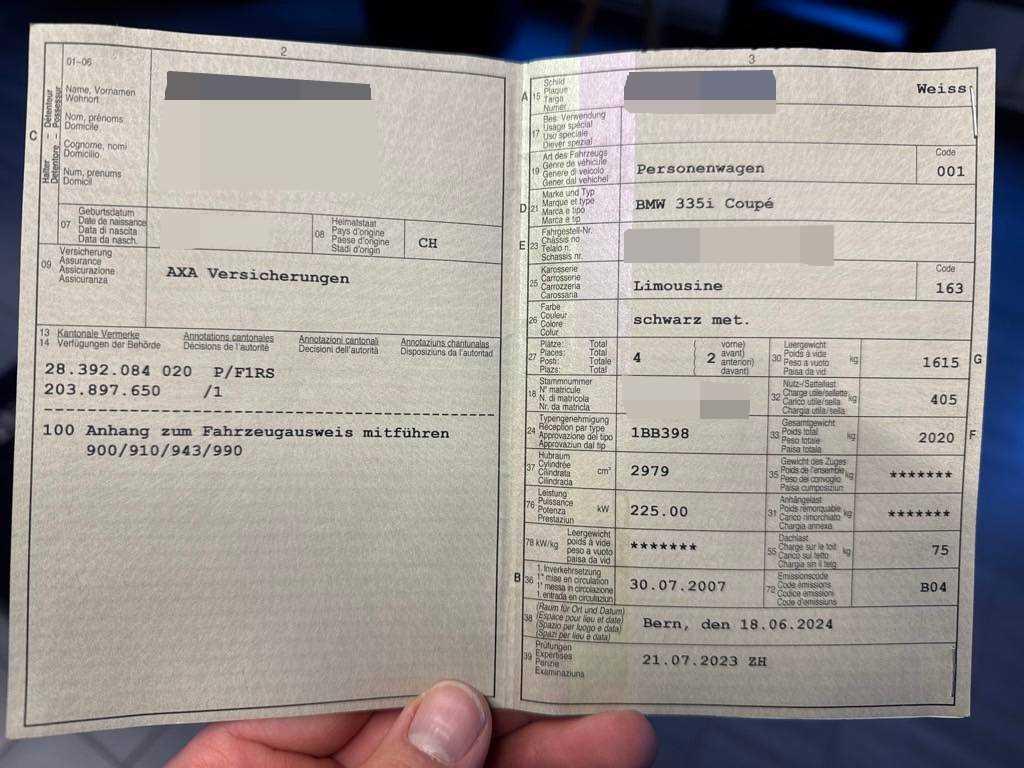 2
01-06
C
Halter – Détenteur
Detentore – Possessur
Name, Vornamen
Wohnort
Nom, prénoms
Domicile
Cognome, nomi
Domicilio
Num, prenums
Domicil
07
Geburtsdatum
Date de naissance
Data di nascita
Data da nasch.
08
Heimatstaat
Pays d'origine
Paese d'origine
Stadi d'origin
CH
09
Versicherung
Assurance
Assicurazione
Assicuranza
AXA Versicherungen
13 Kantonale Vermerke Annotations cantonales Annotazioni cantonali Annotaziuns chantunalas
14 Verfügungen der Behörde Décisions de l'autorité Decisioni dell'autorità Disposiziuns da l'autoritad
28.392.084 020 P/F1RS
203.897.650 /1
100 Anhang zum Fahrzeugausweis mitführen
900/910/943/990
3
A 15
Schild
Plaque
Targa
Numer
Weiss
17
Bes. Verwendung
Usage spécial
Uso speciale
Diever spezial
19
Art des Fahrzeugs
Genre de véhicule
Genere di veicolo
Gener dal vehichel
Personenwagen
Code
001
D 21
Marke und Typ
Marque et type
Marca e tipo
Marca e tip
BMW 335i Coupé
E 23
Fahrgestell-Nr.
Châssis no
Telaio n.
Schassis nr.
25
Karosserie
Carrosserie
Carrozzeria
Carossaria
Limousine
Code
163
26
Farbe
Couleur
Colore
Colur
schwarz met.
27
Plätze: Total
Places: Total
Posti: Totale
Plazs: Total
4
2
vorne)
avant)
anteriori)
davant)
30
Leergewicht
Poids à vide
Peso a vuoto
Paisa da vid
kg
1615
G
18
Stammnummer
N° matricule
N. di matricola
Nr. da matricla
32
Nutz-/Sattellast
Charge utile/sellette
Carico utile/sella
Chargia utila/sella
kg
405
24
Typengenehmigung
Réception par type
Approvazione del tipo
Approvaziun dal tip
1BB398
33
Gesamtgewicht
Poids total
Peso totale
Paisa totala
kg
2020
F
37
Hubraum
Cylindrée
Cilindrata
Cilindrada
cm³
2979
35
Gewicht des Zuges
Poids de l'ensemble
Peso del convoglio
Paisa cumposiziun
kg
*******
76
Leistung
Puissance
Potenza
Prestaziun
kW
225.00
31
Anhängelast
Poids remorquable
Carico rimorchiato
Chargia annexa
kg
*******
78 kW/kg
Leergewicht
poids à vide
peso a vuoto
paisa da vid
*******
55
Dachlast
Charge sur le toit
Carico sul tetto
Chargia sin il tetg
kg
75
B 36
1. Inverkehrsetzung
1re mise en circulation
1a messa in circolazione
1. entrada en circulaziun
30.07.2007
72
Emissionscode
Code émissions
Codice emissioni
Code d'emissiuns
B04
38
(Raum für Ort und Datum)
(Espace pour lieu et date)
(Spazio per luogo e data)
(Spazi per lieu e data)
Bern, den 18.06.2024
39
Prüfungen
Expertises
Perizie
Examinaziuns
21.07.2023 ZH